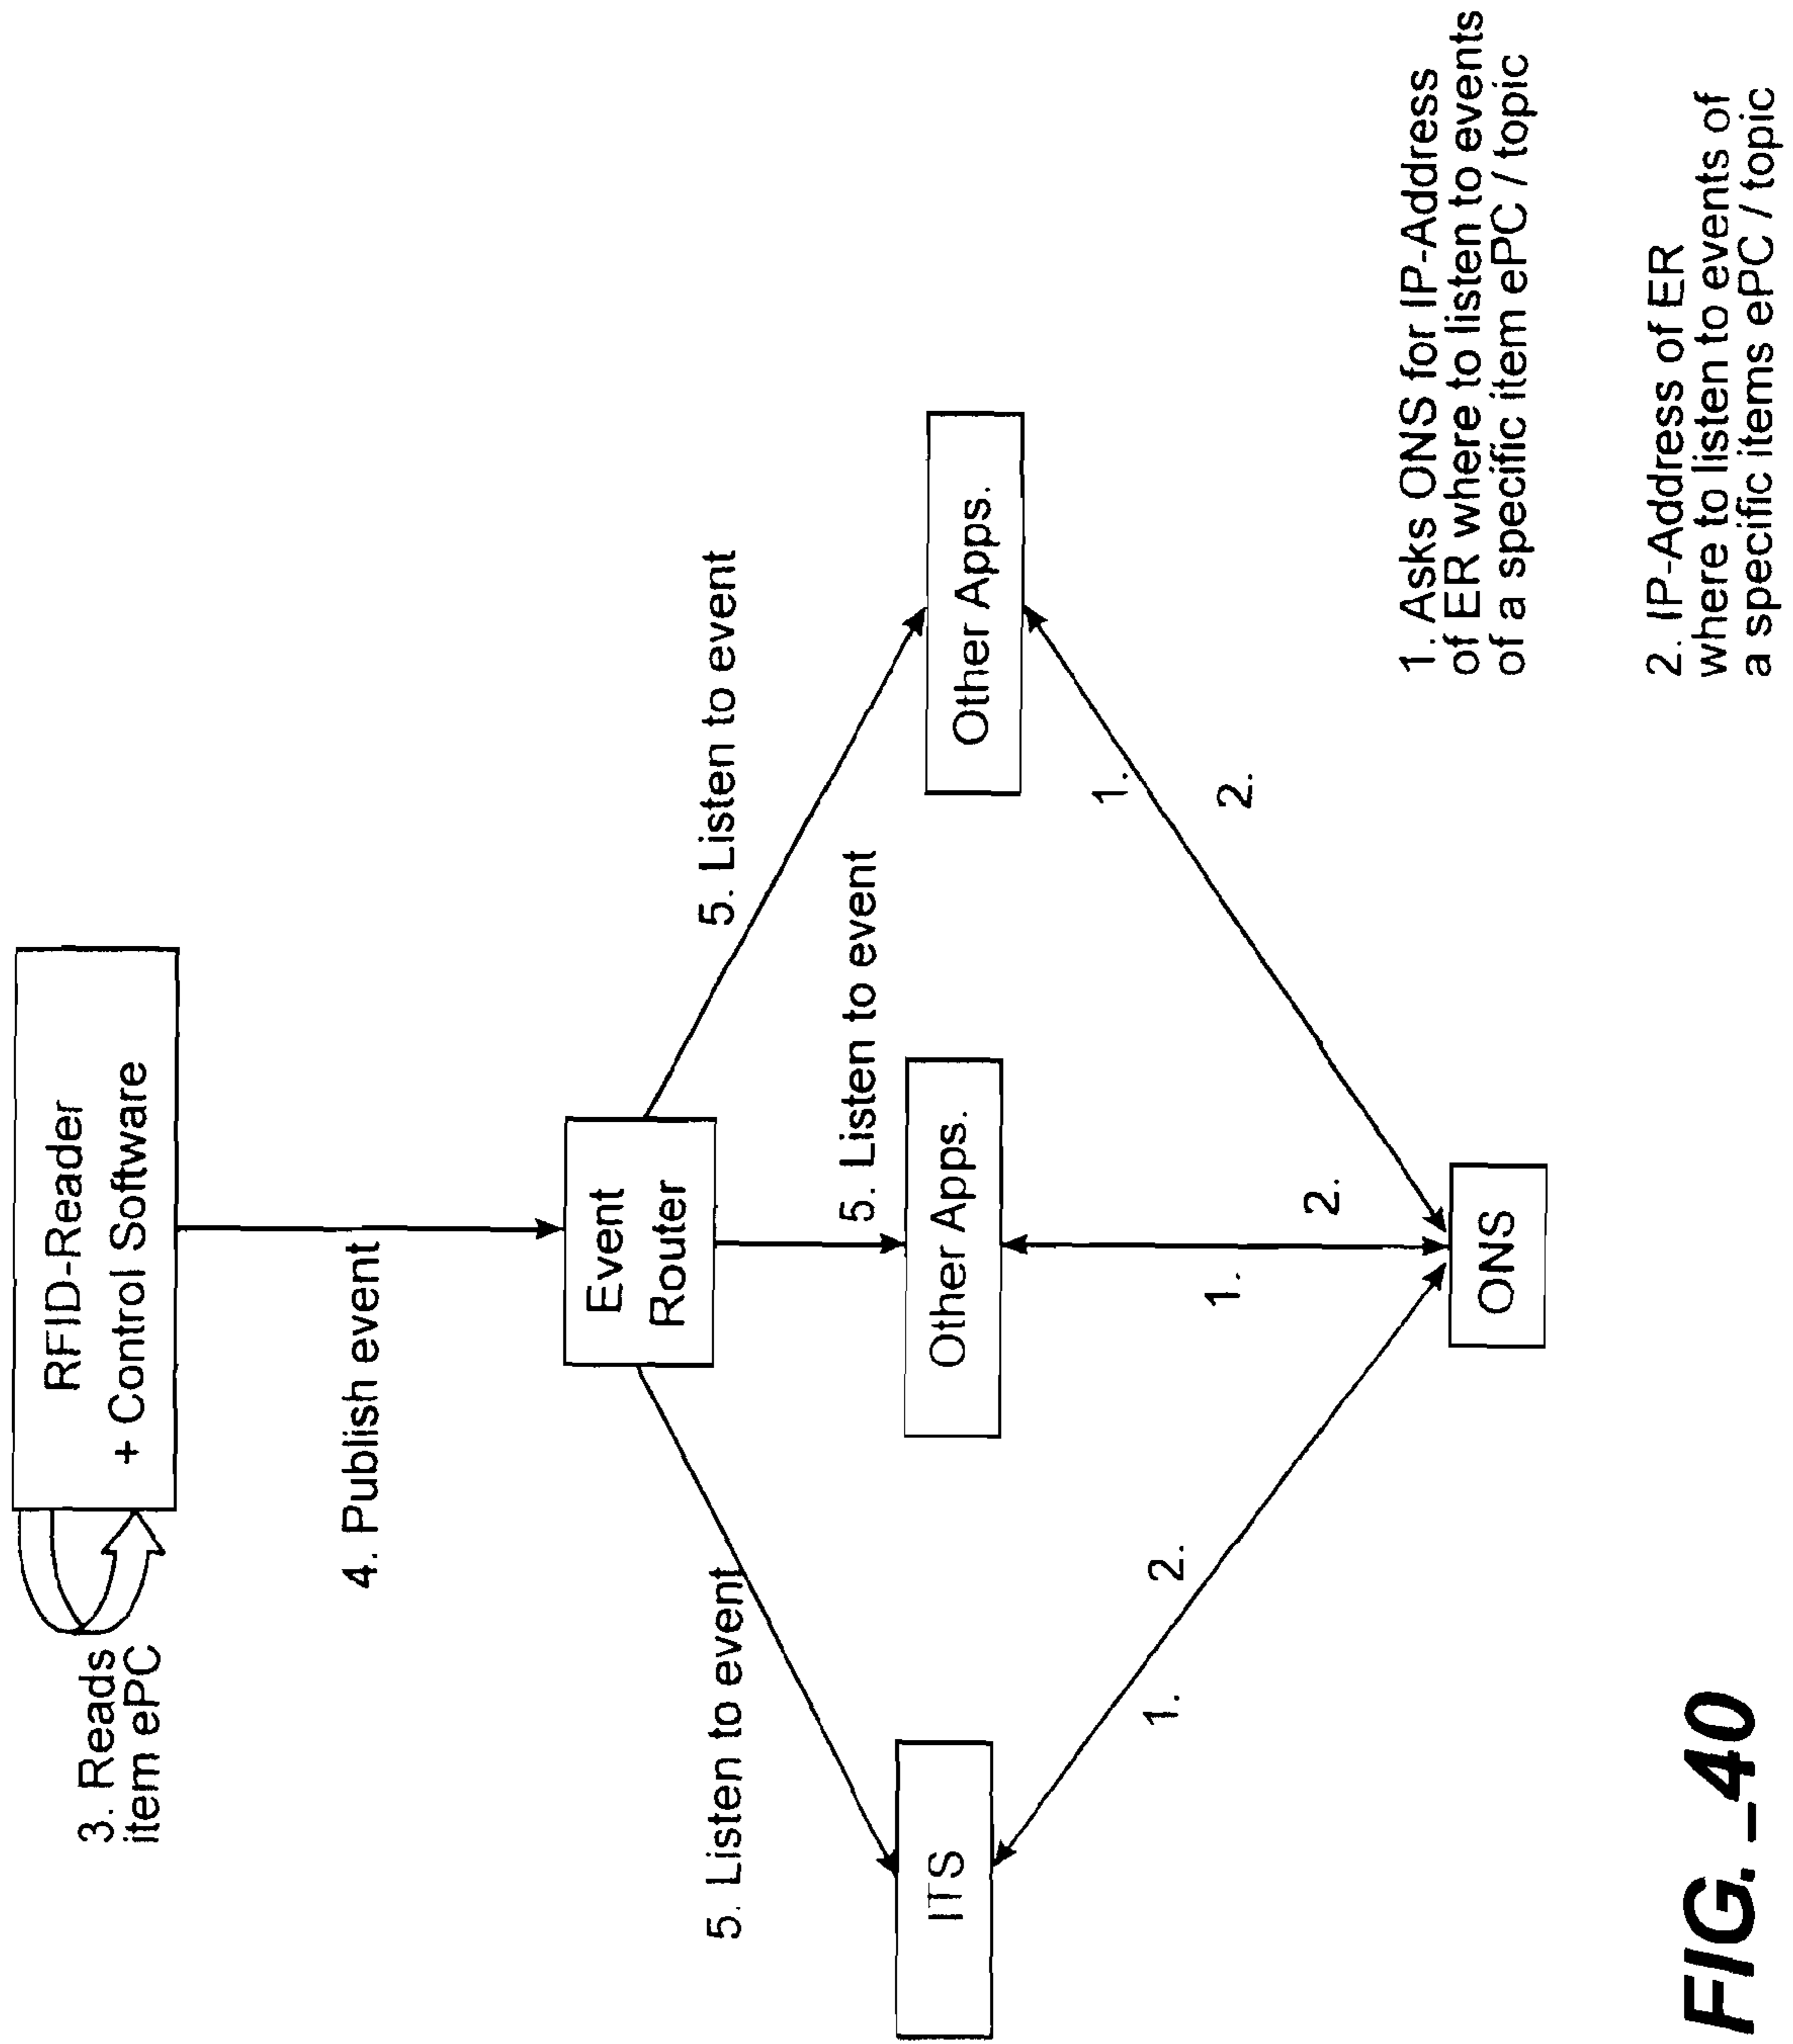 RFID-Reader
+ Control Software
3. Reads
item ePC
4. Publish event
Event
Router
5. Listen to event
5. Listen to event
5. Listen to event
ITS
Other Apps.
Other Apps.
1.
2.
1.
2.
1.
2.
ONS
1. Asks ONS for IP-Address
of ER where to listen to events
of a specific item ePC / topic
2. IP-Address of ER
where to listen to events of
a specific items ePC / topic
FIG._40